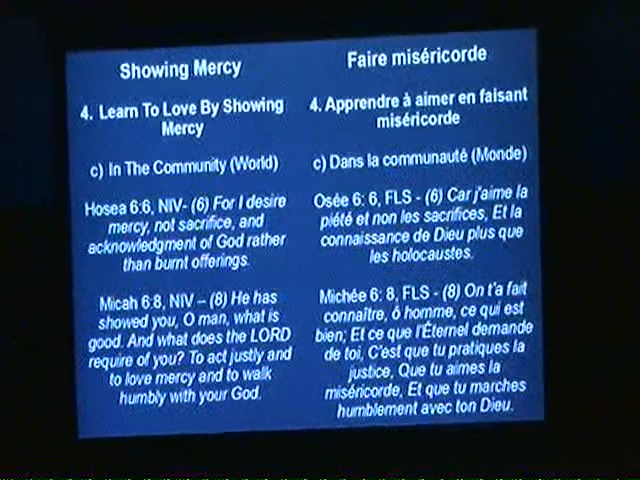 Showing Mercy
4. Learn To Love By Showing
Mercy
c) In The Community (World)
Hosea 6:6, NIV- (6) For I desire
mercy, not sacrifice, and
acknowledgment of God rather
than burnt offerings.
Micah 6:8, NIV – (8) He has
showed you, O man, what is
good. And what does the LORD
require of you? To act justly and
to love mercy and to walk
humbly with your God.
Faire miséricorde
4. Apprendre à aimer en faisant
miséricorde
c) Dans la communauté (Monde)
Osée 6: 6, FLS - (6) Car j'aime la
piété et non les sacrifices, Et la
connaissance de Dieu plus que
les holocaustes.
Michée 6: 8, FLS - (8) On t'a fait
connaître, ô homme, ce qui est
bien; Et ce que l'Éternel demande
de toi, C'est que tu pratiques la
justice, Que tu aimes la
miséricorde, Et que tu marches
humblement avec ton Dieu.